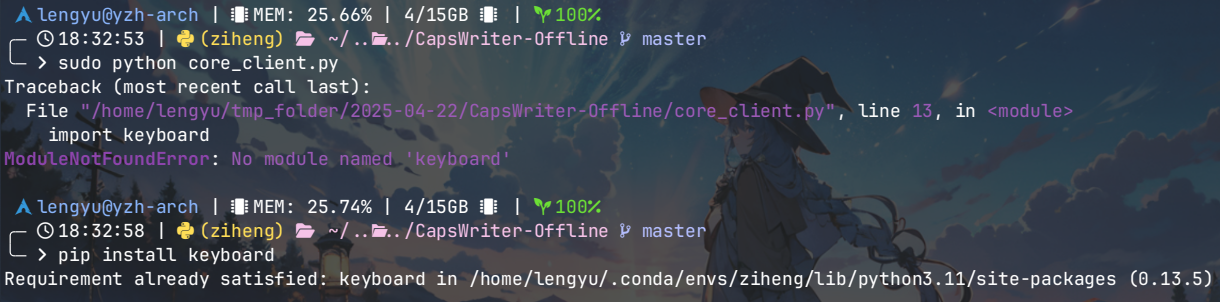 lengyu@yzh-arch | MEM: 25.66% | 4/15GB | 100%
18:32:53 | (ziheng) ~/..../CapsWriter-Offline master
❯ sudo python core_client.py
Traceback (most recent call last):
  File "/home/lengyu/tmp_folder/2025-04-22/CapsWriter-Offline/core_client.py", line 13, in <module>
    import keyboard
ModuleNotFoundError: No module named 'keyboard'
lengyu@yzh-arch | MEM: 25.74% | 4/15GB | 100%
18:32:58 | (ziheng) ~/..../CapsWriter-Offline master
❯ pip install keyboard
Requirement already satisfied: keyboard in /home/lengyu/.conda/envs/ziheng/lib/python3.11/site-packages (0.13.5)